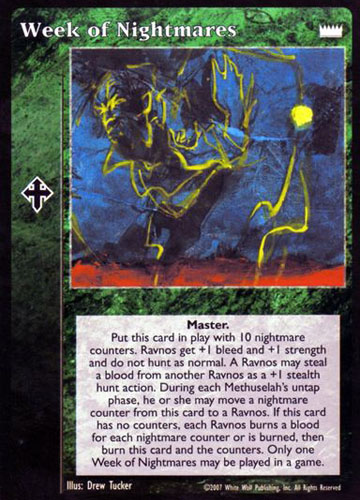 Week of Nightmares
Master.
Put this card in play with 10 nightmare
counters. Ravnos get +1 bleed and +1 strength
and do not hunt as normal. A Ravnos may steal
a blood from another Ravnos as a +1 stealth
hunt action. During each Methuselah's untap
phase, he or she may move a nightmare
counter from this card to a Ravnos. If this card
has no counters, each Ravnos burns a blood
for each nightmare counter or is burned, then
burn this card and the counters. Only one
Week of Nightmares may be played in a game.
Illus: Drew Tucker ©2007 White Wolf Publishing, Inc. All Rights Reserved